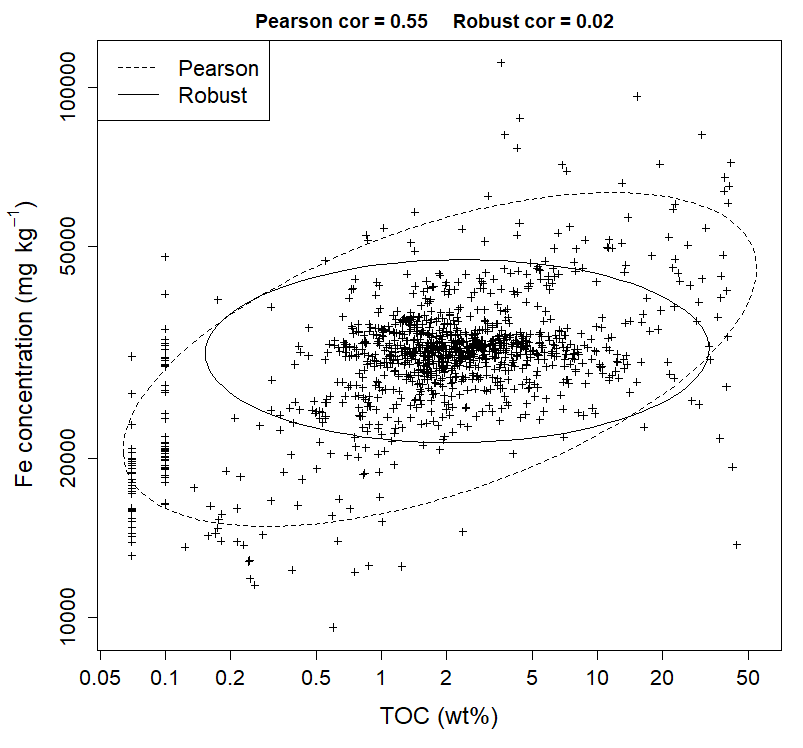 Pearson cor = 0.55 Robust cor = 0.02
Pearson
Robust
Fe concentration (mg kg⁻¹)
100000
50000
20000
10000
0.05 0.1 0.2 0.5 1 2 5 10 20 50
TOC (wt%)